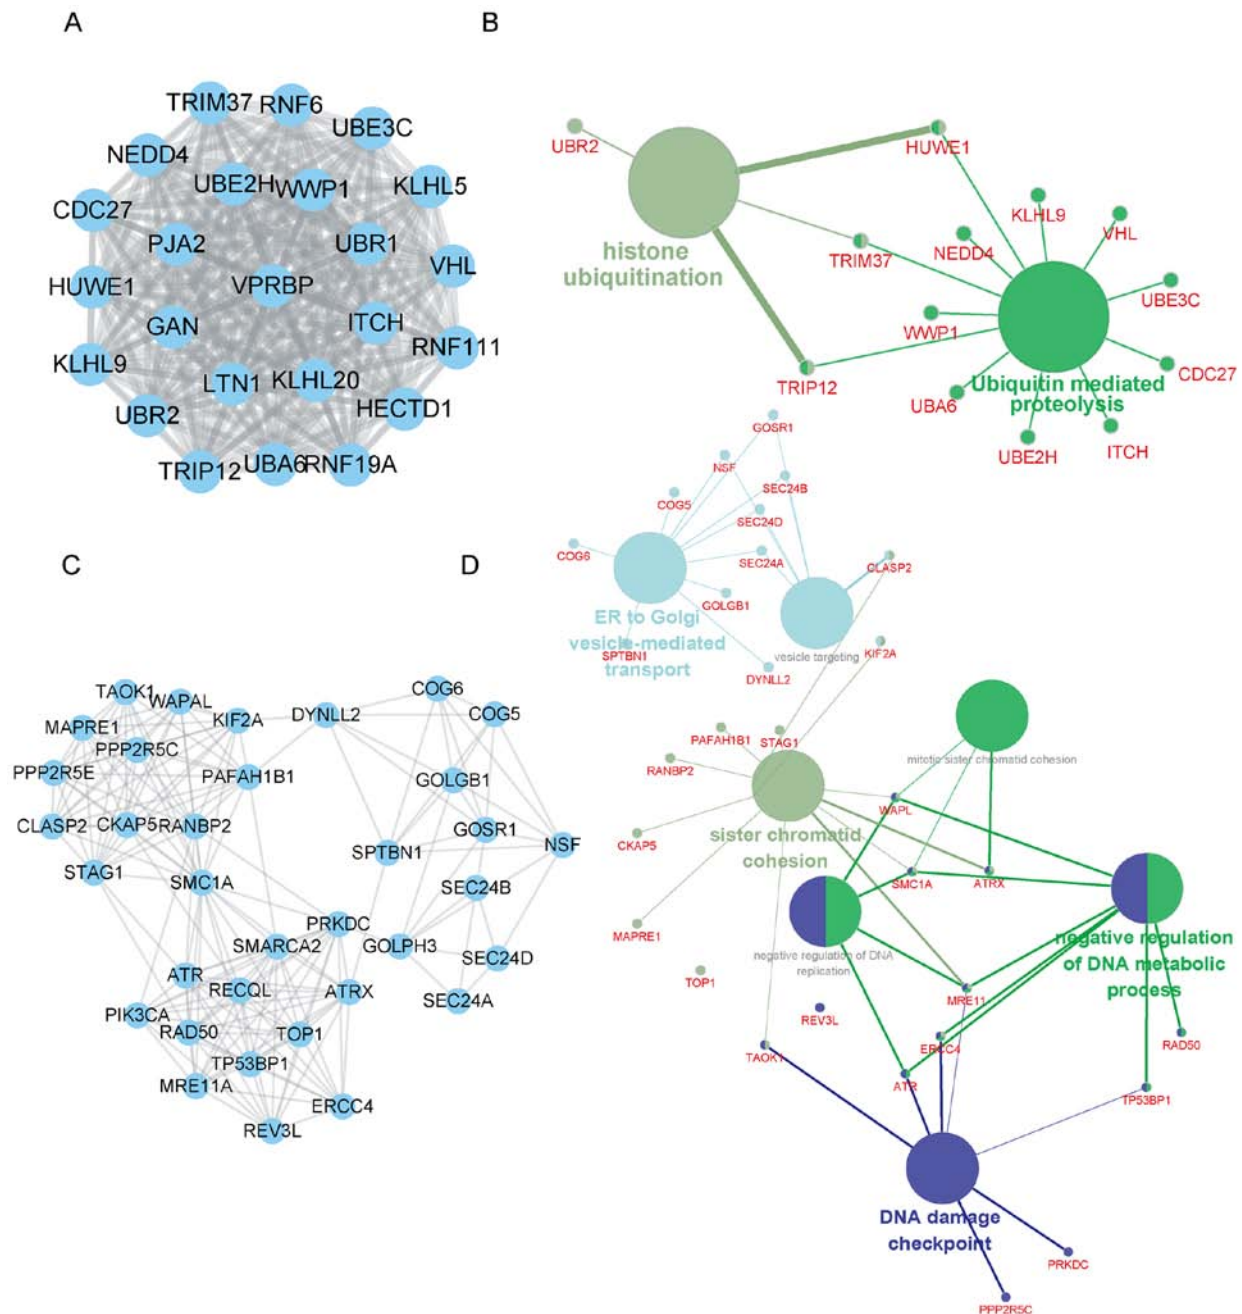 A
B
TRIM37
RNF6
UBE3C
NEDD4
UBE2H
WWP1
KLHL5
CDC27
PJA2
UBR1
VHL
HUWE1
VPRBP
GAN
ITCH
RNF111
KLHL9
LTN1
KLHL20
UBR2
HECTD1
TRIP12
UBA6
RNF19A
UBR2
HUWE1
histone
ubiquitination
KLHL9
VHL
NEDD4
TRIM37
UBE3C
WWP1
TRIP12
CDC27
Ubiquitin mediated
proteolysis
UBA6
UBE2H
ITCH
C
D
TAOK1
WAPAL
KIF2A
DYNLL2
COG6
COG5
MAPRE1
PPP2R5C
PPP2R5E
PAFAH1B1
GOLGB1
CLASP2
CKAP5
RANBP2
GOSR1
NSF
SPTBN1
STAG1
SMC1A
SEC24B
PRKDC
SMARCA2
GOLPH3
SEC24D
ATR
RECQL
ATRX
SEC24A
PIK3CA
RAD50
TOP1
TP53BP1
MRE11A
ERCC4
REV3L
GOSR1
NSF
SEC24B
COG5
SEC24D
COG6
SEC24A
CLASP2
GOLGB1
ER to Golgi
vesicle-mediated
transport
SPTBN1
vesicle targeting
KIF2A
DYNLL2
PAFAH1B1
STAG1
RANBP2
mitotic sister chromatid cohesion
WAPL
CKAP5
sister chromatid
cohesion
SMC1A
ATRX
MAPRE1
negative regulation of DNA
replication
negative regulation
of DNA metabolic
process
TOP1
MRE11
REV3L
TAOK1
ERCC4
RAD50
ATR
TP53BP1
DNA damage
checkpoint
PRKDC
PPP2R5C